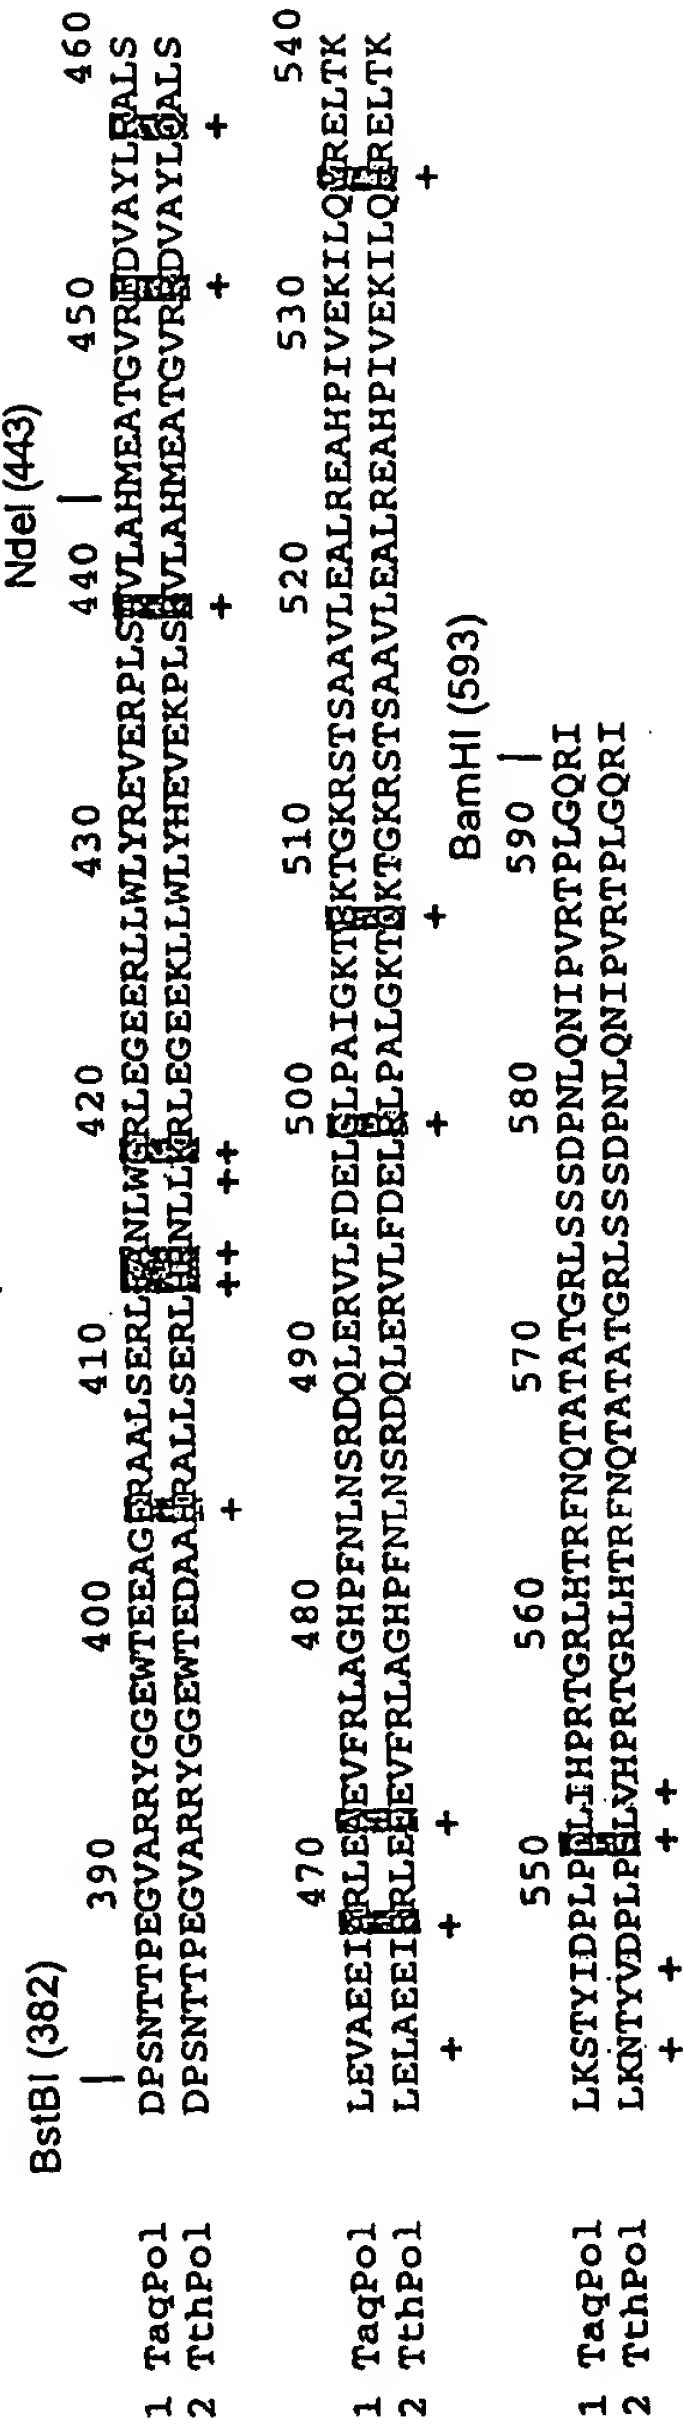 BstBI (382) NdeI (443)
390 400 410 420 430 440 450 460
1 TaqPol DPSNTTPEGVARRYGGEWTEEAGERAALSERLFANLWGRLEGEERLLWLYREVERPLSAVLAHMEATGVRLDVAYLRALS
2 TthPol DPSNTTPEGVARRYGGEWTEDAAHRALLSERLHRNLLKRLEGEEKLLWLYHEVEKPLSRVLAHMEATGVRRDVAYLQALS
+ ++ ++ + + +
470 480 490 500 510 520 530 540
1 TaqPol LEVAEEIARLEAEVFRLAGHPFNLNSRDQLERVLFDELGLPAIGKTEKTGKRSTSAAVLEALREAHPIVEKILQYRELTK
2 TthPol LELAEEIRRLEEEVFRLAGHPFNLNSRDQLERVLFDELRLPALGKTQKTGKRSTSAAVLEALREAHPIVEKILQHRELTK
+ + + + + +
BamHI (593)
550 560 570 580 590
1 TaqPol LKSTYIDPLPDLIHPRTGRLHTRFNQTATATGRLSSSDPNLQNIPVRTPLGQRI
2 TthPol LKNTYVDPLPSLVHPRTGRLHTRFNQTATATGRLSSSDPNLQNIPVRTPLGQRI
+ + + +